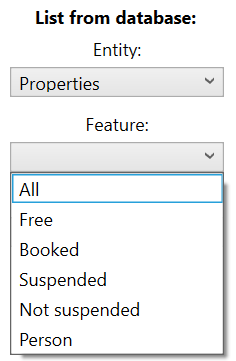 List from database:
Entity:
Properties
Feature:
All
Free
Booked
Suspended
Not suspended
Person